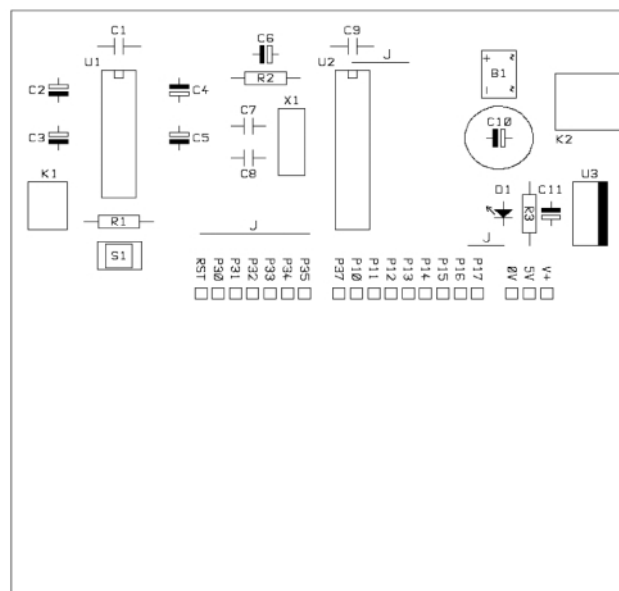 C1
C6
C9
J
U1
R2
U2
+
~
B1
-
~
C2
C4
X1
C7
C10
K2
C3
C5
C8
K1
D1
C11
U3
R1
R3
J
J
S1
RST
P30
P31
P32
P33
P34
P35
P37
P10
P11
P12
P13
P14
P15
P16
P17
0V
5V
V+